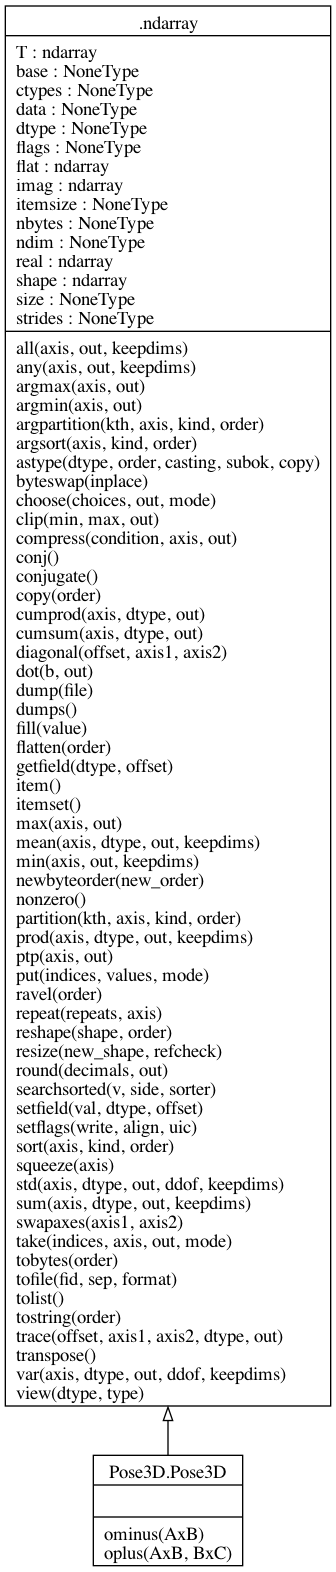 .ndarray
T : ndarray
base : NoneType
ctypes : NoneType
data : NoneType
dtype : NoneType
flags : NoneType
flat : ndarray
imag : ndarray
itemsize : NoneType
nbytes : NoneType
ndim : NoneType
real : ndarray
shape : ndarray
size : NoneType
strides : NoneType
all(axis, out, keepdims)
any(axis, out, keepdims)
argmax(axis, out)
argmin(axis, out)
argpartition(kth, axis, kind, order)
argsort(axis, kind, order)
astype(dtype, order, casting, subok, copy)
byteswap(inplace)
choose(choices, out, mode)
clip(min, max, out)
compress(condition, axis, out)
conj()
conjugate()
copy(order)
cumprod(axis, dtype, out)
cumsum(axis, dtype, out)
diagonal(offset, axis1, axis2)
dot(b, out)
dump(file)
dumps()
fill(value)
flatten(order)
getfield(dtype, offset)
item()
itemset()
max(axis, out)
mean(axis, dtype, out, keepdims)
min(axis, out, keepdims)
newbyteorder(new_order)
nonzero()
partition(kth, axis, kind, order)
prod(axis, dtype, out, keepdims)
ptp(axis, out)
put(indices, values, mode)
ravel(order)
repeat(repeats, axis)
reshape(shape, order)
resize(new_shape, refcheck)
round(decimals, out)
searchsorted(v, side, sorter)
setfield(val, dtype, offset)
setflags(write, align, uic)
sort(axis, kind, order)
squeeze(axis)
std(axis, dtype, out, ddof, keepdims)
sum(axis, dtype, out, keepdims)
swapaxes(axis1, axis2)
take(indices, axis, out, mode)
tobytes(order)
tofile(fid, sep, format)
tolist()
tostring(order)
trace(offset, axis1, axis2, dtype, out)
transpose()
var(axis, dtype, out, ddof, keepdims)
view(dtype, type)
Pose3D.Pose3D
ominus(AxB)
oplus(AxB, BxC)